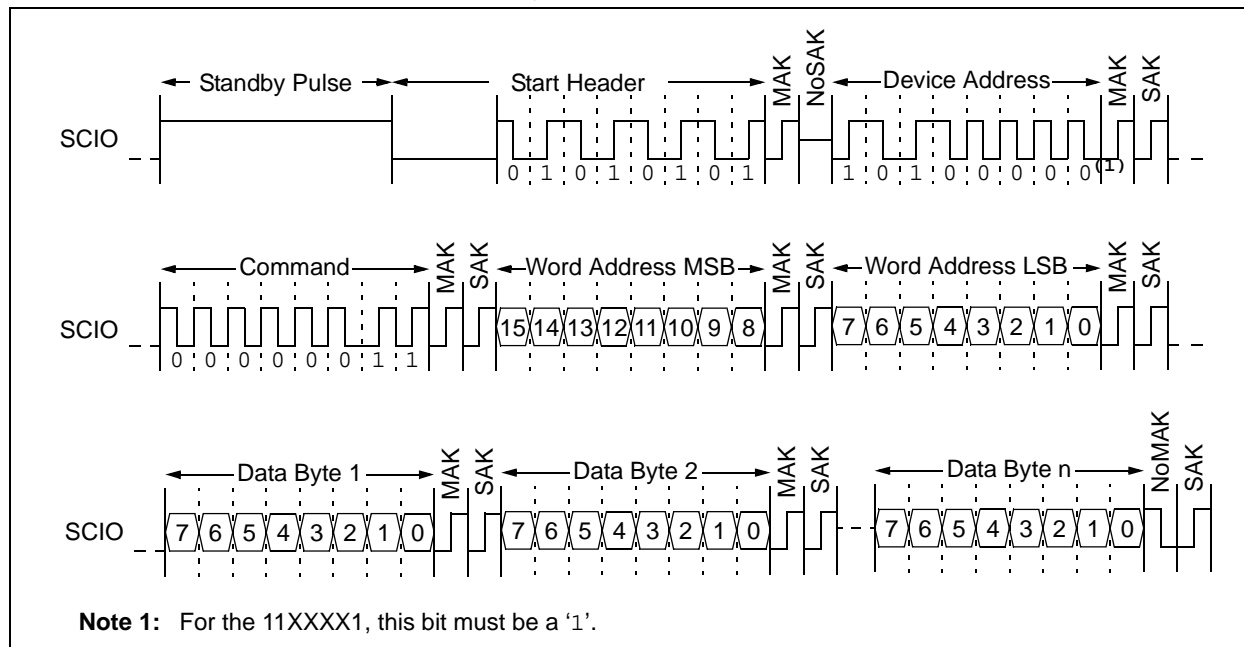 Standby Pulse Start Header MAK NoSAK Device Address MAK SAK
SCIO
0 1 0 1 0 1 0 1 1 0 1 0 0 0 0 0(1)
Command MAK SAK Word Address MSB MAK SAK Word Address LSB MAK SAK
SCIO 15 14 13 12 11 10 9 8 7 6 5 4 3 2 1 0
0 0 0 0 0 0 1 1
Data Byte 1 MAK SAK Data Byte 2 MAK SAK Data Byte n NoMAK SAK
SCIO 7 6 5 4 3 2 1 0 7 6 5 4 3 2 1 0 7 6 5 4 3 2 1 0
Note 1: For the 11XXXX1, this bit must be a ‘1’.